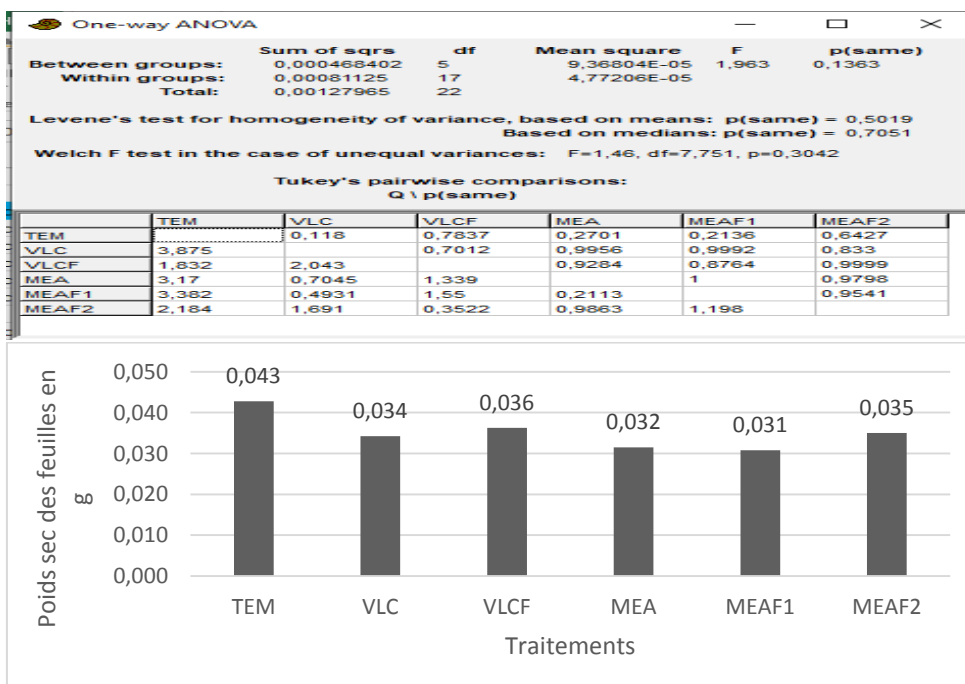 One-way ANOVA
Sum of sqrs df Mean square F p(same)
Between groups: 0,000468402 5 9,36804E-05 1,963 0,1363
Within groups: 0,00081125 17 4,77206E-05
Total: 0,00127965 22
Levene's test for homogeneity of variance, based on means: p(same) = 0,5019
Based on medians: p(same) = 0,7051
Welch F test in the case of unequal variances: F=1,46, df=7,751, p=0,3042
Tukey's pairwise comparisons:
Q \ p(same)
TEM VLC VLCF MEA MEAF1 MEAF2
TEM 0,118 0,7837 0,2701 0,2136 0,6427
VLC 3,875 0,7012 0,9956 0,9992 0,833
VLCF 1,832 2,043 0,9284 0,8764 0,9999
MEA 3,17 0,7045 1,339 1 0,9798
MEAF1 3,382 0,4931 1,55 0,2113 0,9541
MEAF2 2,184 1,691 0,3522 0,9863 1,198
Poids sec des feuilles en
g
0,050
0,040
0,030
0,020
0,010
0,000
0,043 0,034 0,036 0,032 0,031 0,035
TEM VLC VLCF MEA MEAF1 MEAF2
Traitements